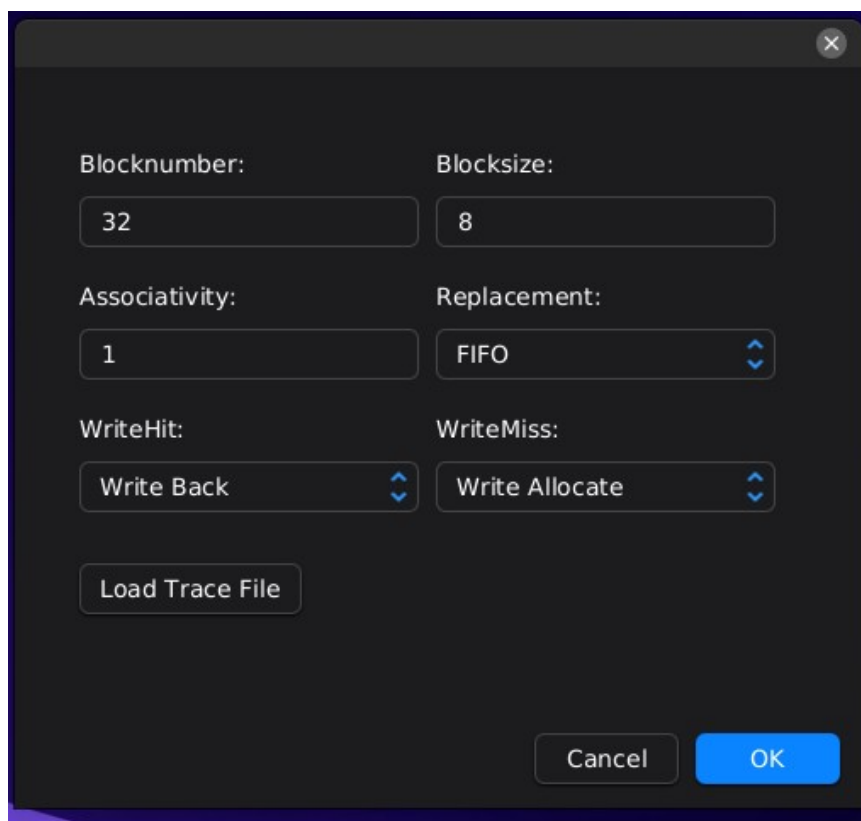 Blocknumber: Blocksize:
32 8
Associativity: Replacement:
1 FIFO
WriteHit: WriteMiss:
Write Back Write Allocate
Load Trace File
Cancel OK